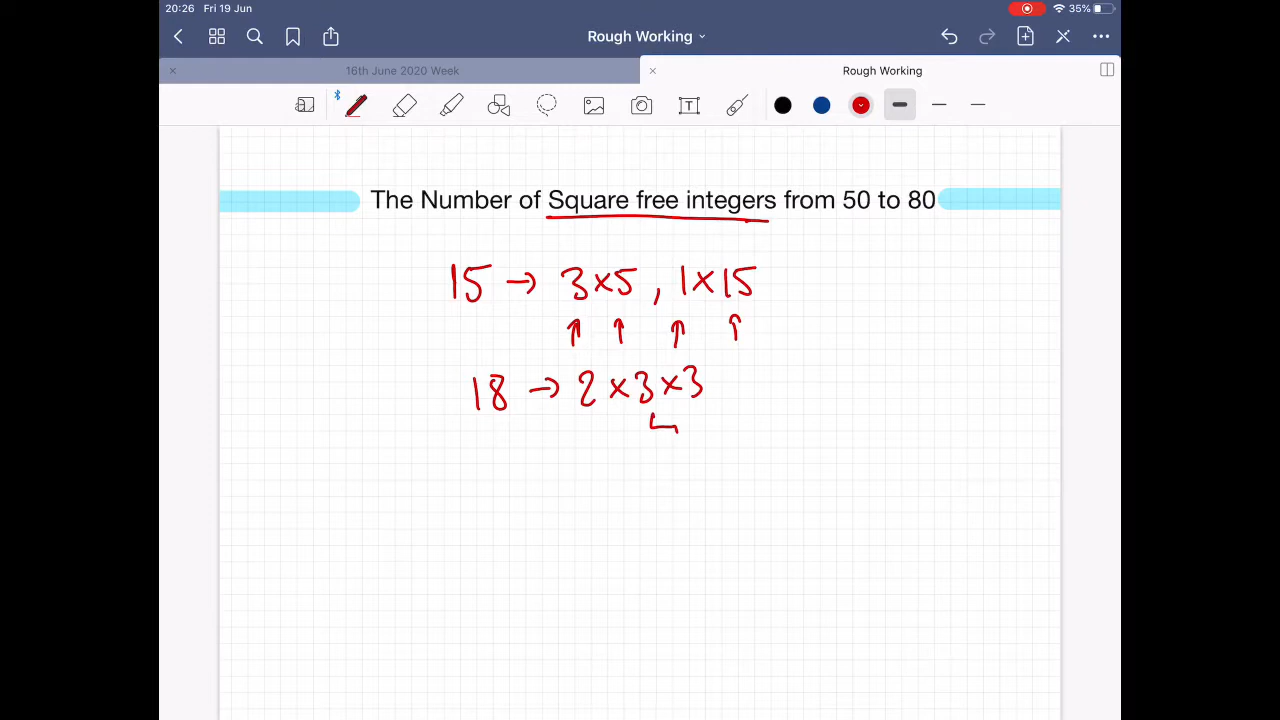 20:26 Fri 19 Jun
35%
Rough Working
16th June 2020 Week
Rough Working
T
The Number of Square free integers from 50 to 80
15 → 3×5 , 1×15
↑ ↑ ↑ ↑
18 → 2×3×3